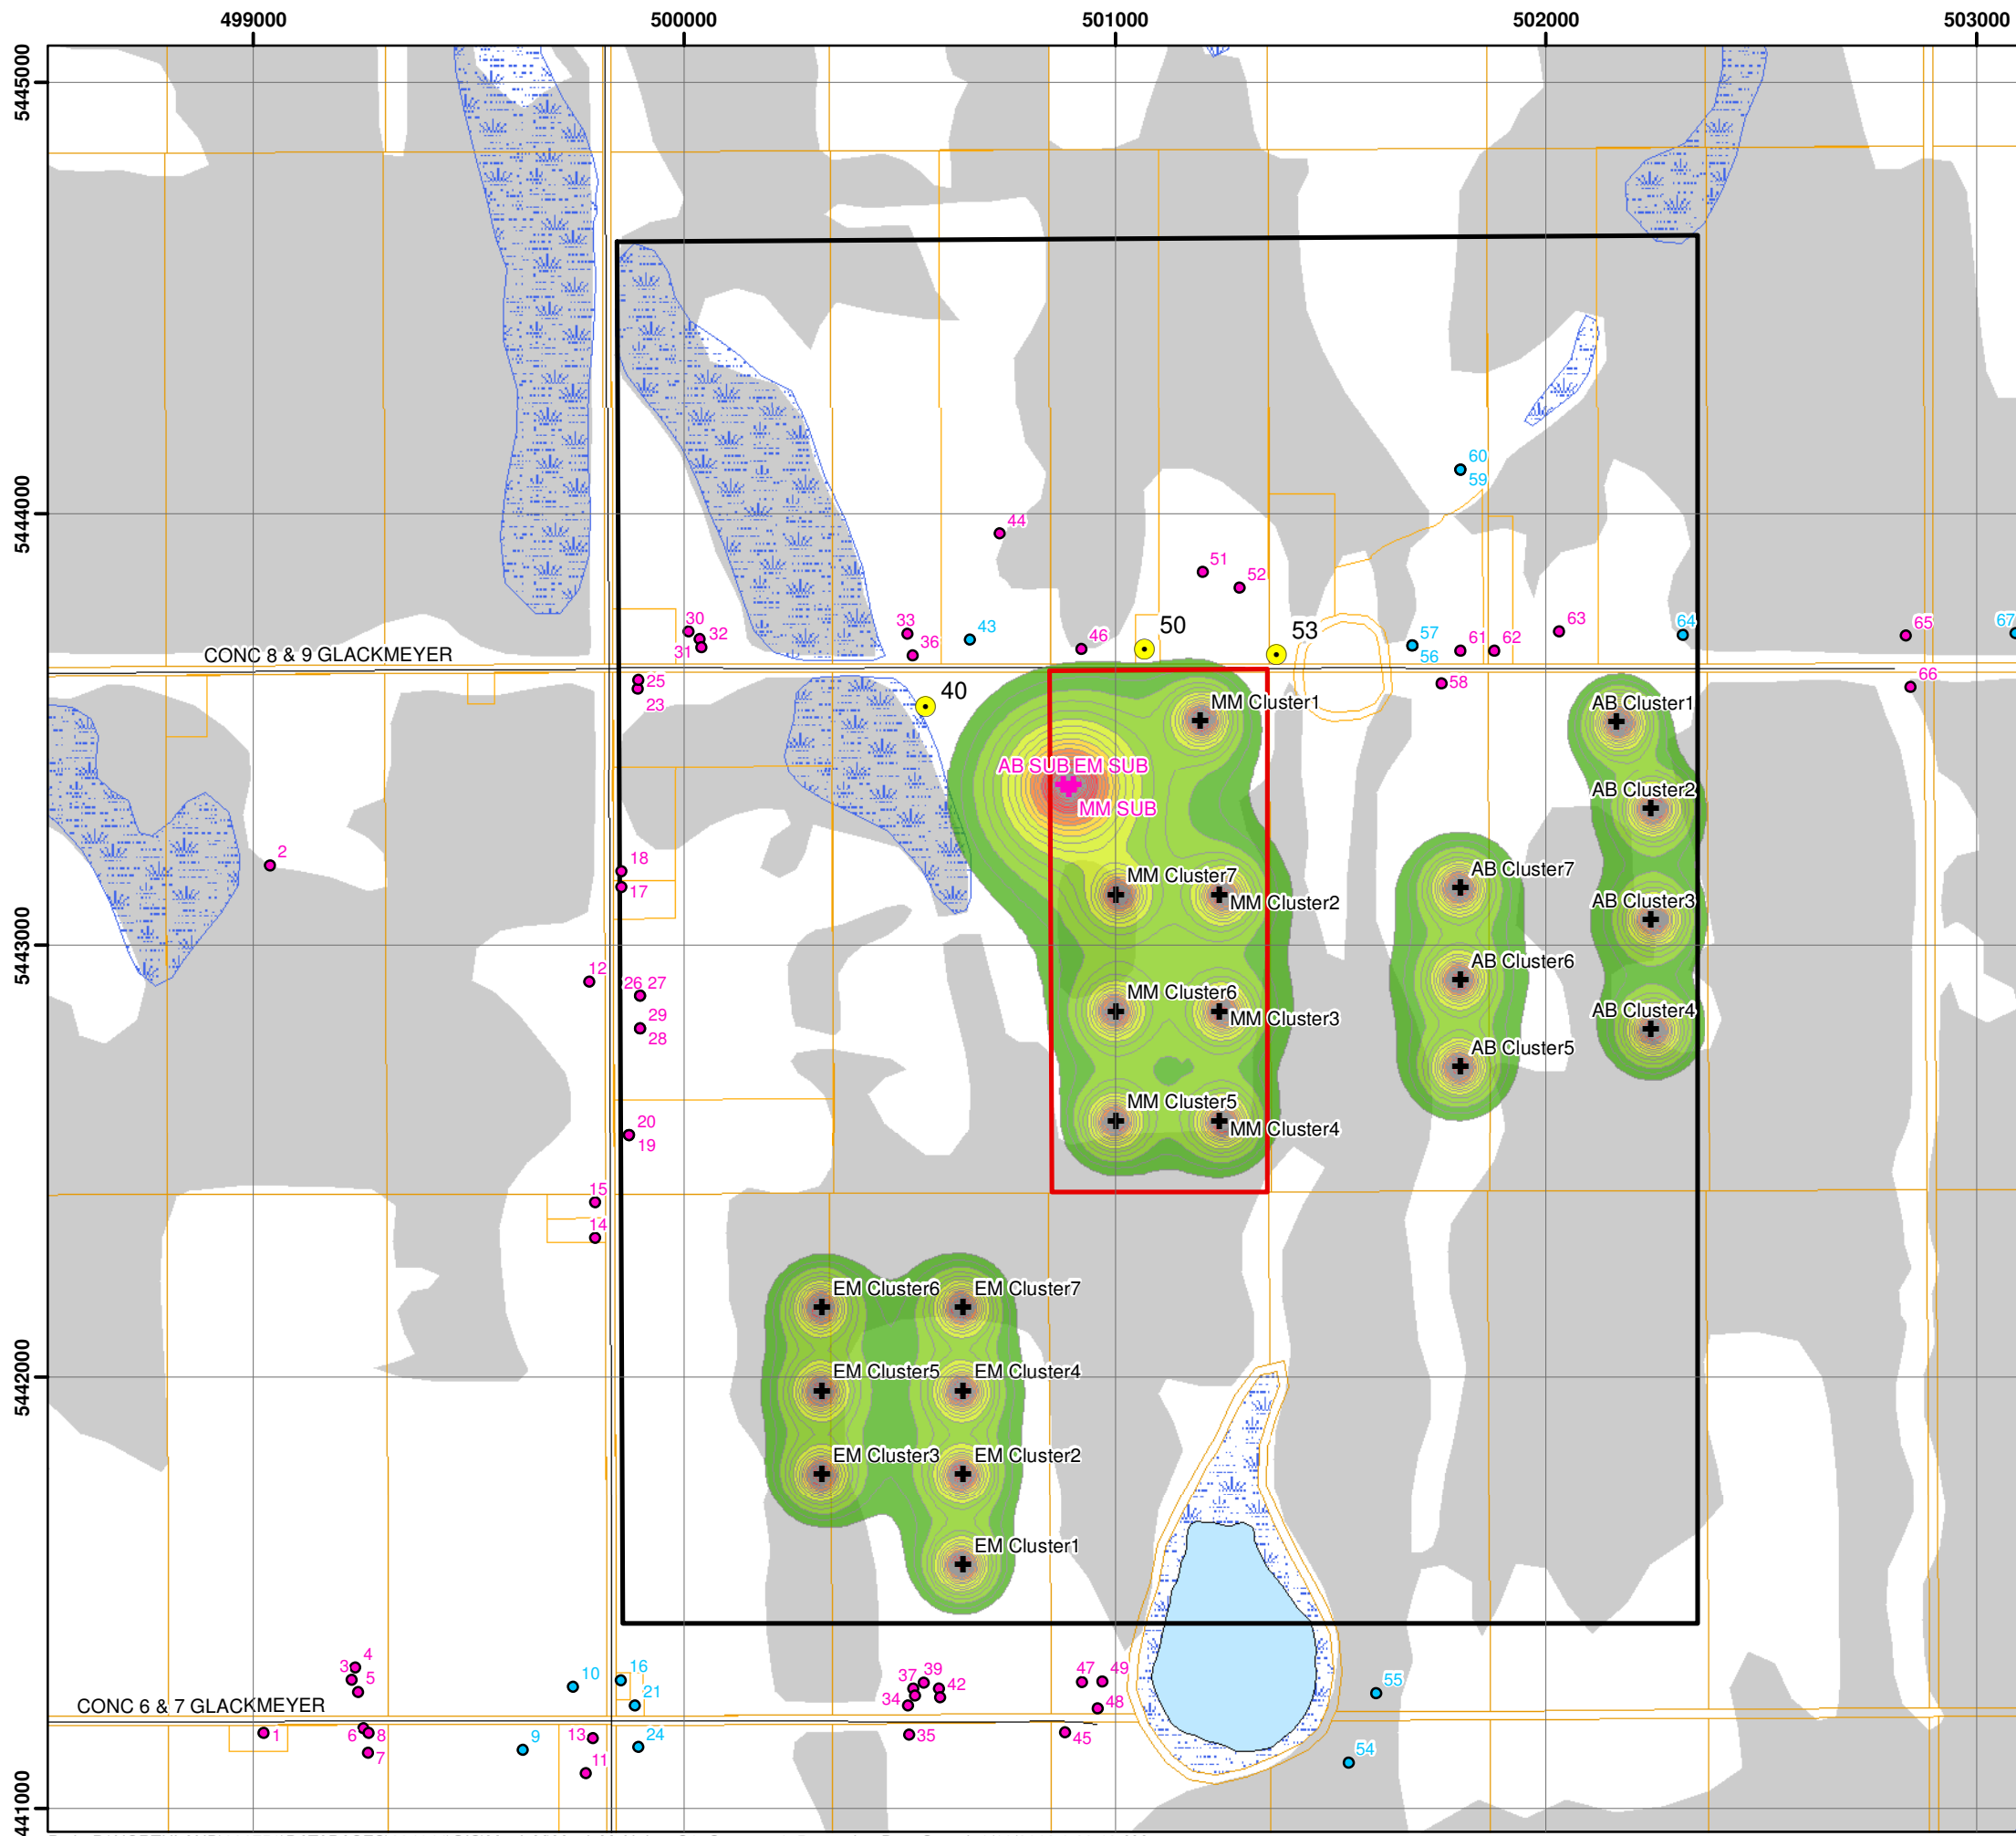 499000 500000 501000 502000 503000
5445000
60
59
5444000
44
51
52
30
32
31
33
36
43
46
50
53
57
56
61 62
63
64
65
67
66
58
CONC 8 & 9 GLACKMEYER
25
23
40
MM Cluster1
AB Cluster1
AB SUB EM SUB
MM SUB
AB Cluster2
2
18
17
MM Cluster7
MM Cluster2
AB Cluster7
AB Cluster3
5443000
12
26 27
29
28
MM Cluster6
MM Cluster3
AB Cluster6
AB Cluster4
AB Cluster5
20
19
MM Cluster5
MM Cluster4
15
14
EM Cluster6
EM Cluster7
5442000
EM Cluster5
EM Cluster4
EM Cluster3
EM Cluster2
EM Cluster1
4
3
5
10
16
21
37
39
42
34
47
49
48
55
CONC 6 & 7 GLACKMEYER
1
6
8
7
9
13
11
24
35
45
54
5441000